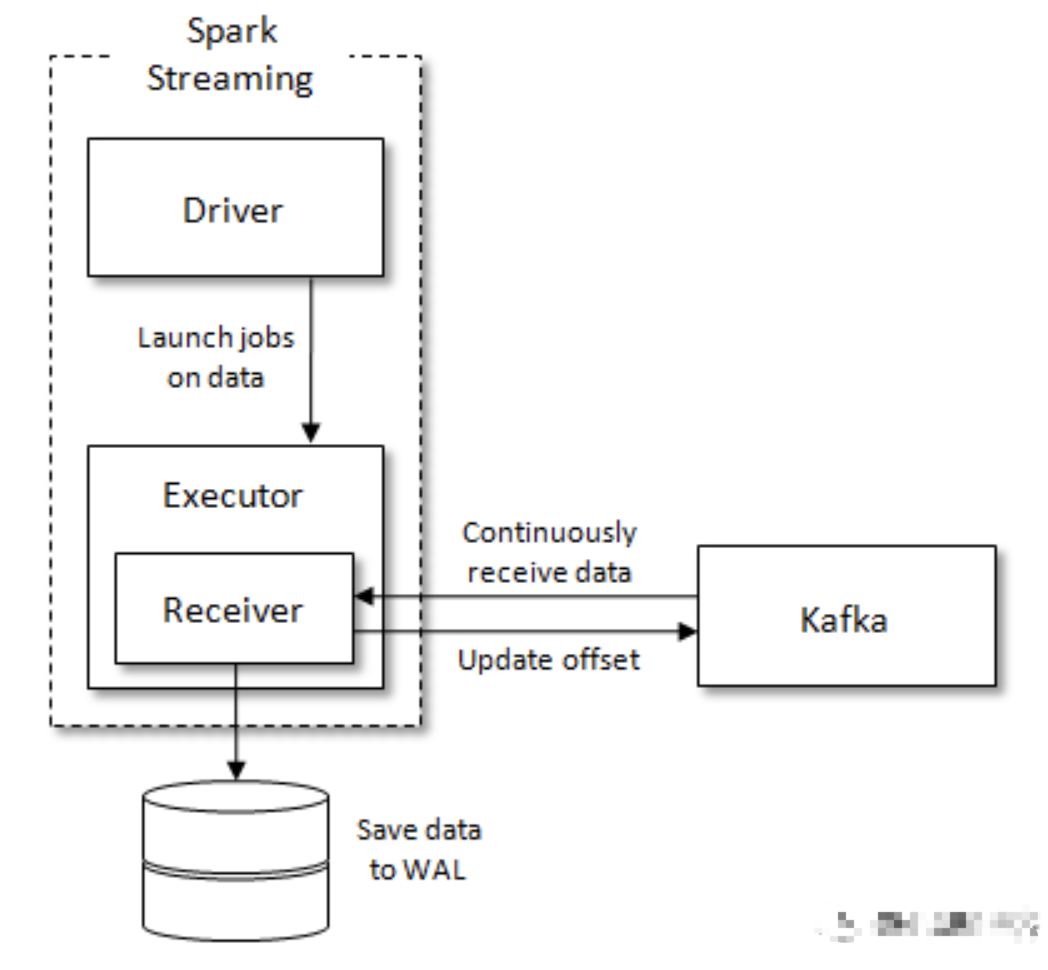 Spark
Streaming
Driver
Launch jobs
on data
Executor
Receiver
Continuously
receive data
Update offset
Kafka
Save data
to WAL